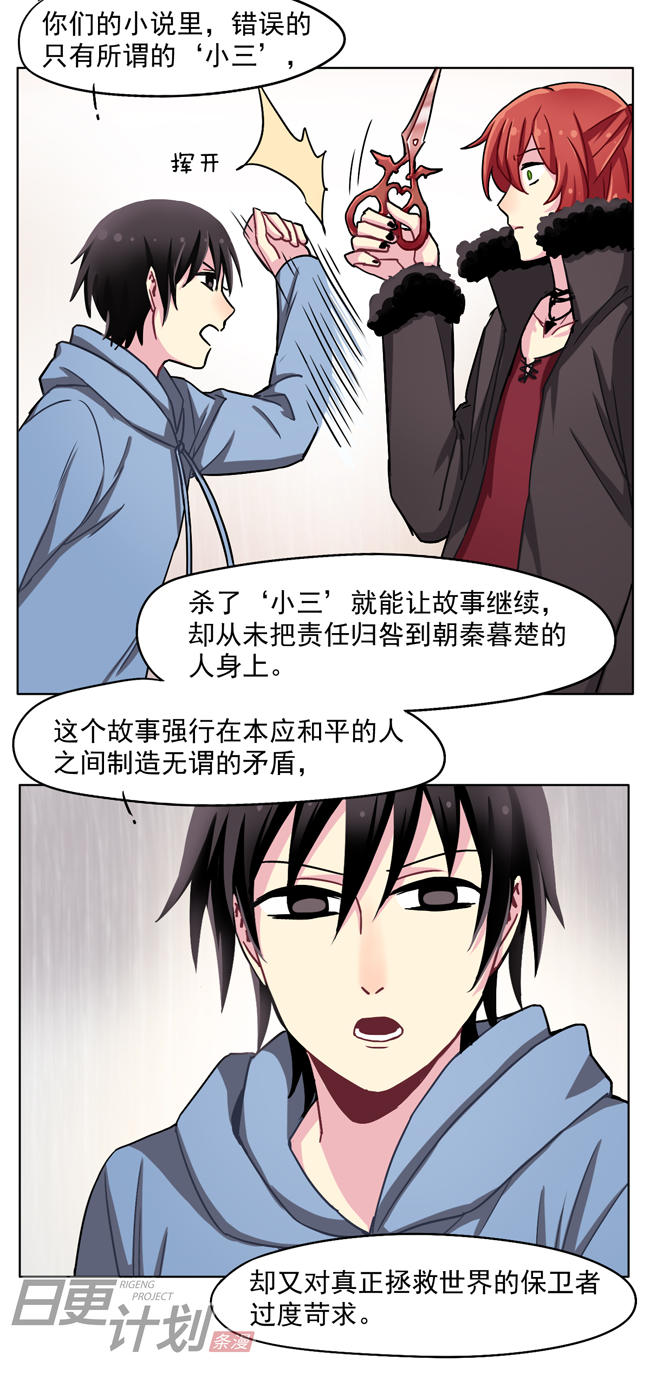 你们的小说里，错误的
只有所谓的‘小三’，
挥开
杀了‘小三’就能让故事继续，
却从未把责任归咎到朝秦暮楚的
人身上。
这个故事强行在本应和平的人
之间制造无谓的矛盾，
却又对真正拯救世界的保卫者
过度苛求。
日更
RIGENG
PROJECT
计划
条漫